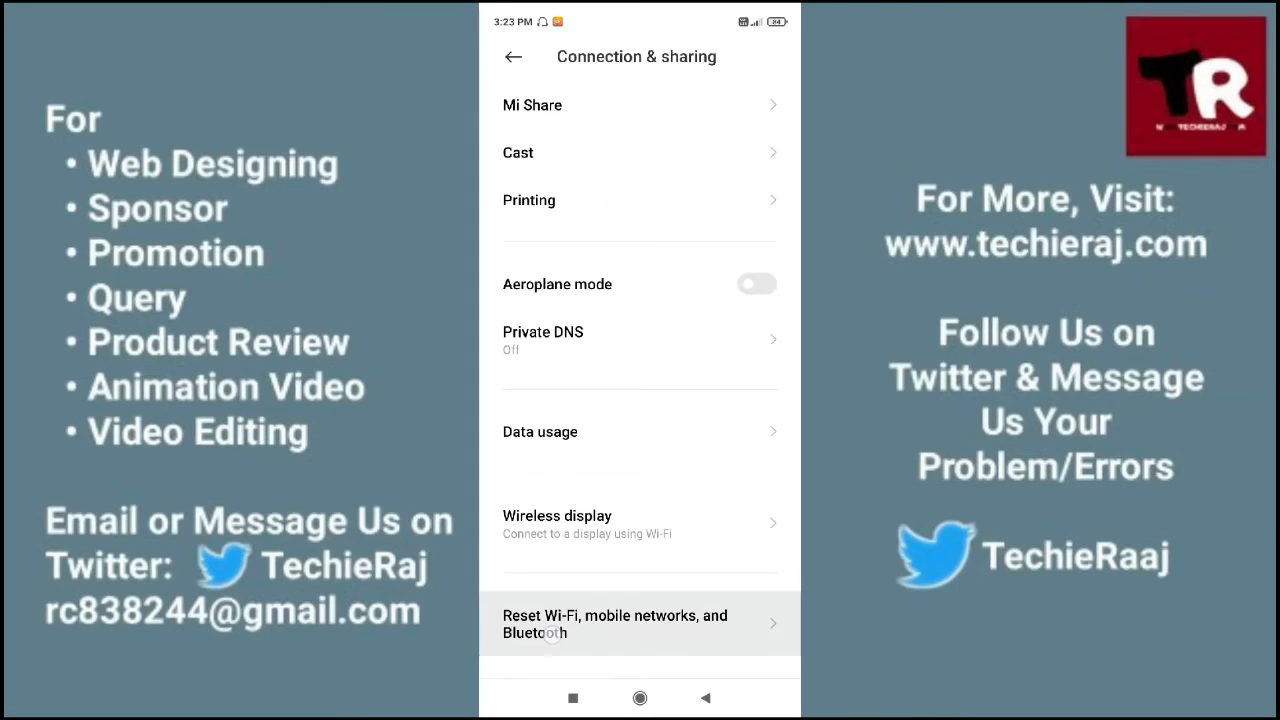 For
• Web Designing
• Sponsor
• Promotion
• Query
• Product Review
• Animation Video
• Video Editing
Email or Message Us on
Twitter: TechieRaj
rc838244@gmail.com
3:23 PM
84
Connection & sharing
Mi Share
Cast
Printing
Aeroplane mode
Private DNS
Off
Data usage
Wireless display
Connect to a display using Wi-Fi
Reset Wi-Fi, mobile networks, and
Bluetooth
TR
For More, Visit:
www.techieraj.com
Follow Us on
Twitter & Message
Us Your
Problem/Errors
TechieRaaj